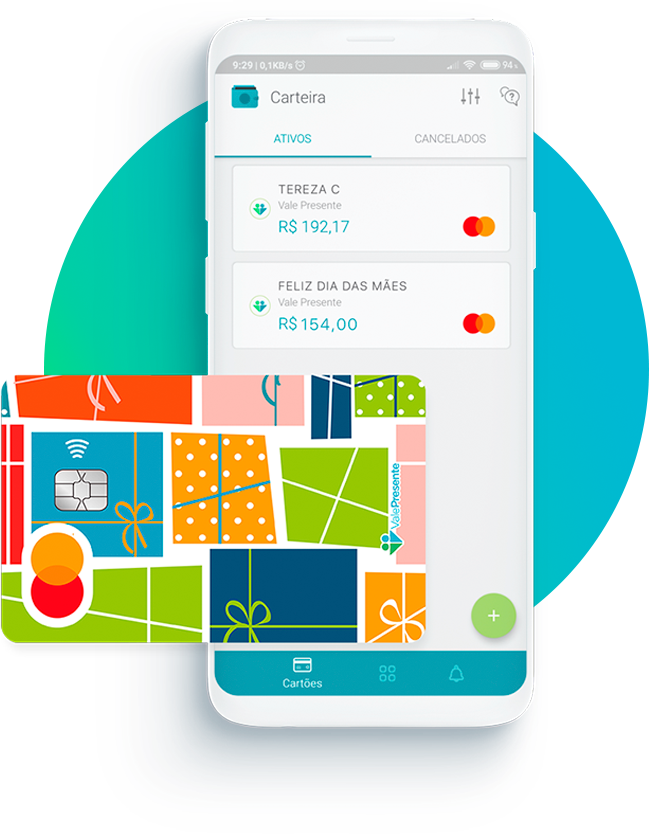 9:29 | 0,1KB/s
94
Carteira
ATIVOS
CANCELADOS
TEREZA C
Vale Presente
R$ 192,17
FELIZ DIA DAS MÃES
Vale Presente
R$ 154,00
ValePresente
+
Cartões